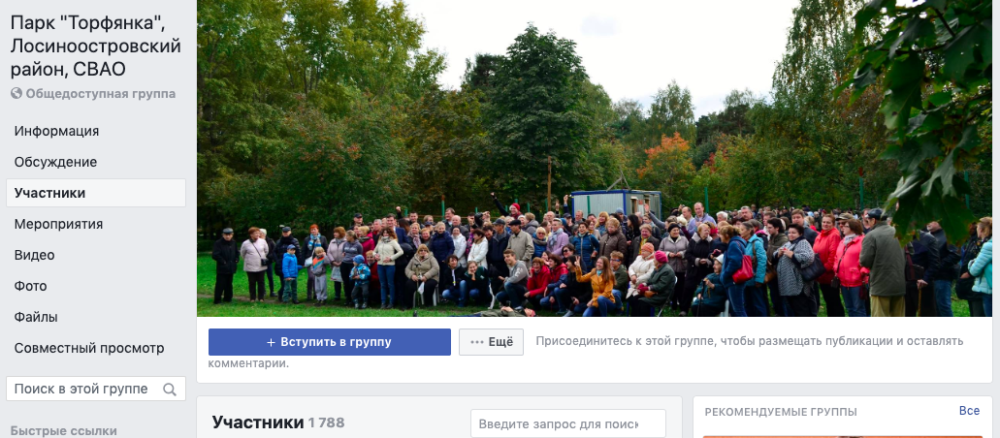 Парк "Торфянка",
Лосиноостровский
район, СВАО
Общедоступная группа
Информация
Обсуждение
Участники
Мероприятия
Видео
Фото
Файлы
Совместный просмотр
Поиск в этой группе
Быстрые ссылки
+ Вступить в группу
••• Ещё
Присоединитесь к этой группе, чтобы размещать публикации и оставлять
комментарии.
Участники 1 788
Введите запрос для поиск
РЕКОМЕНДУЕМЫЕ ГРУППЫ
Все